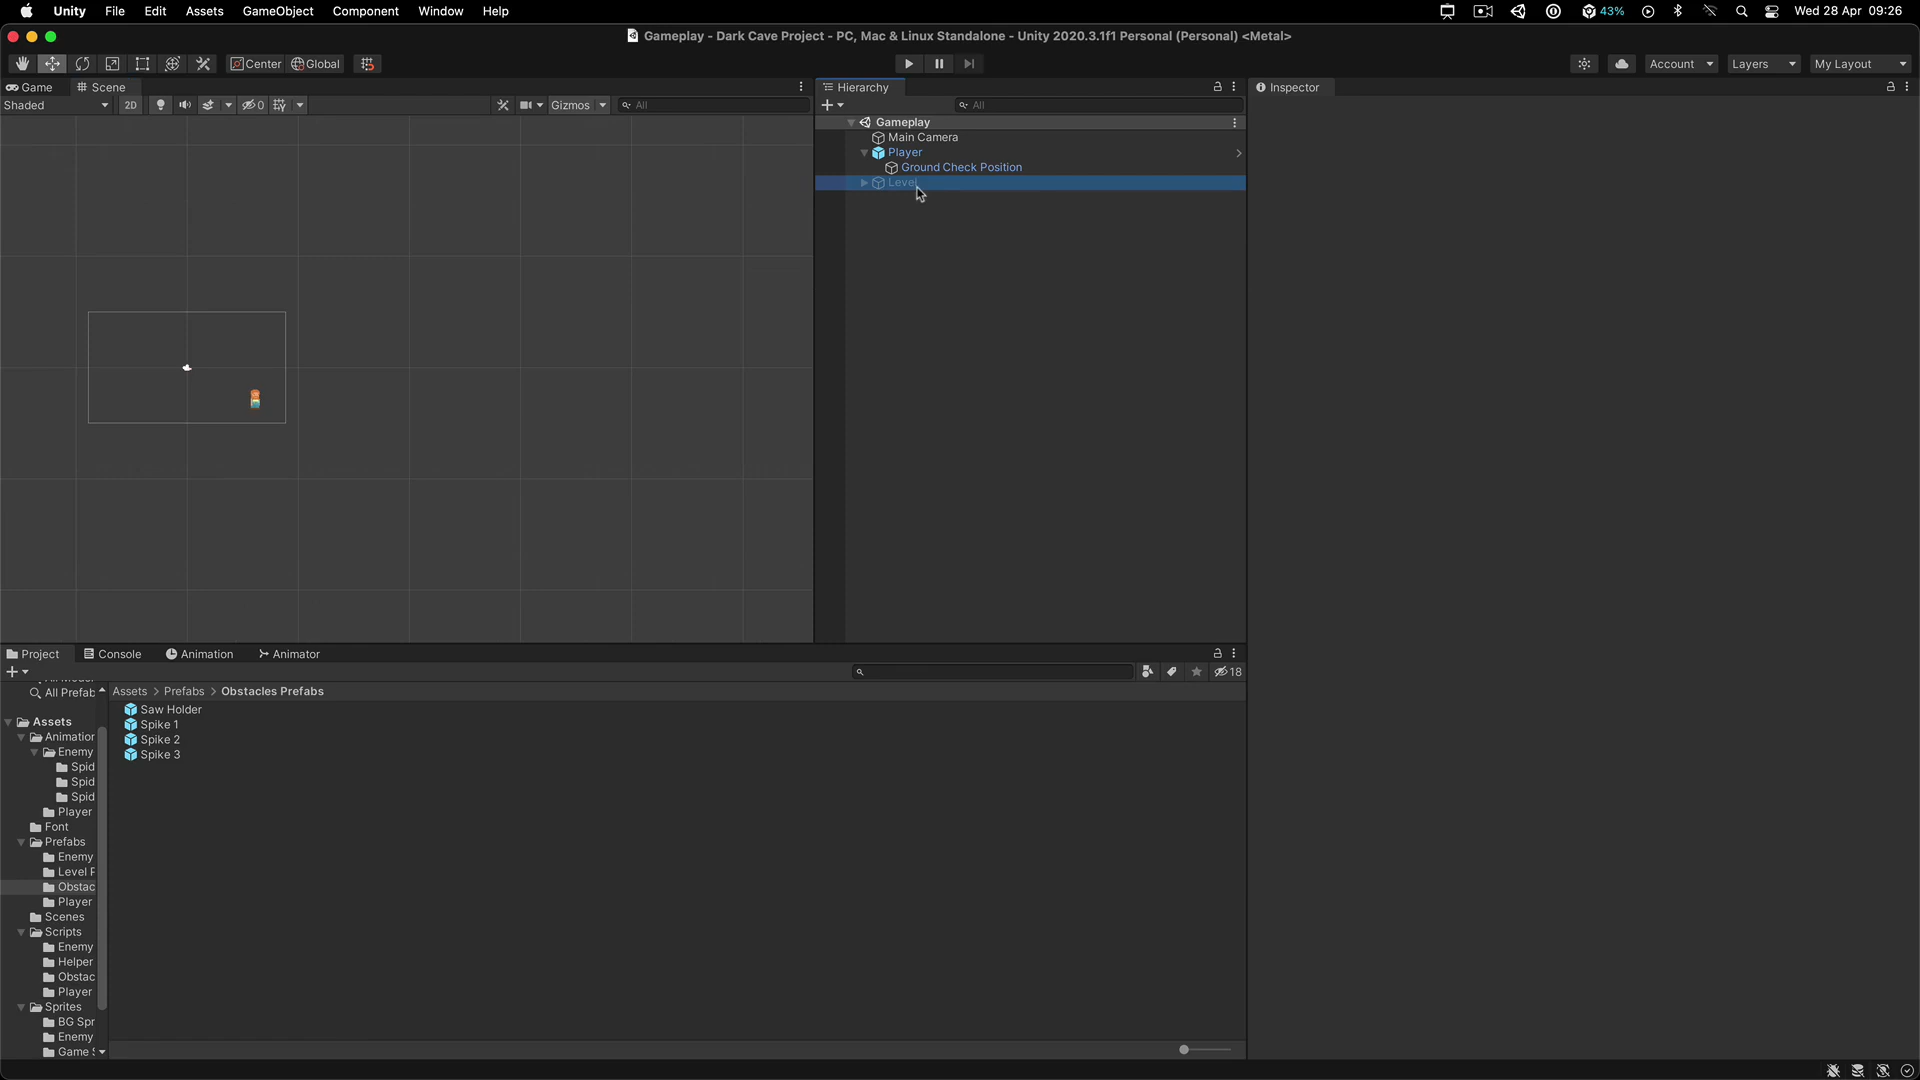 Unity File Edit Assets GameObject Component Window Help 43% Wed 28 Apr 09:26
Gameplay - Dark Cave Project - PC, Mac & Linux Standalone - Unity 2020.3.1f1 Personal (Personal) <Metal>
Center Global Account Layers My Layout
Game Scene Hierarchy Inspector
Shaded 2D 0 Gizmos All All
Gameplay
Main Camera
Player
Ground Check Position
Level
Project Console Animation Animator
18
All Prefab
Assets > Prefabs > Obstacles Prefabs
Saw Holder
Spike 1
Spike 2
Spike 3
Assets
Animation
Enemy
Spid
Spid
Spid
Player
Font
Prefabs
Enemy
Level P
Obstac
Player
Scenes
Scripts
Enemy
Helper
Obstac
Player
Sprites
BG Spr
Enemy
Game S